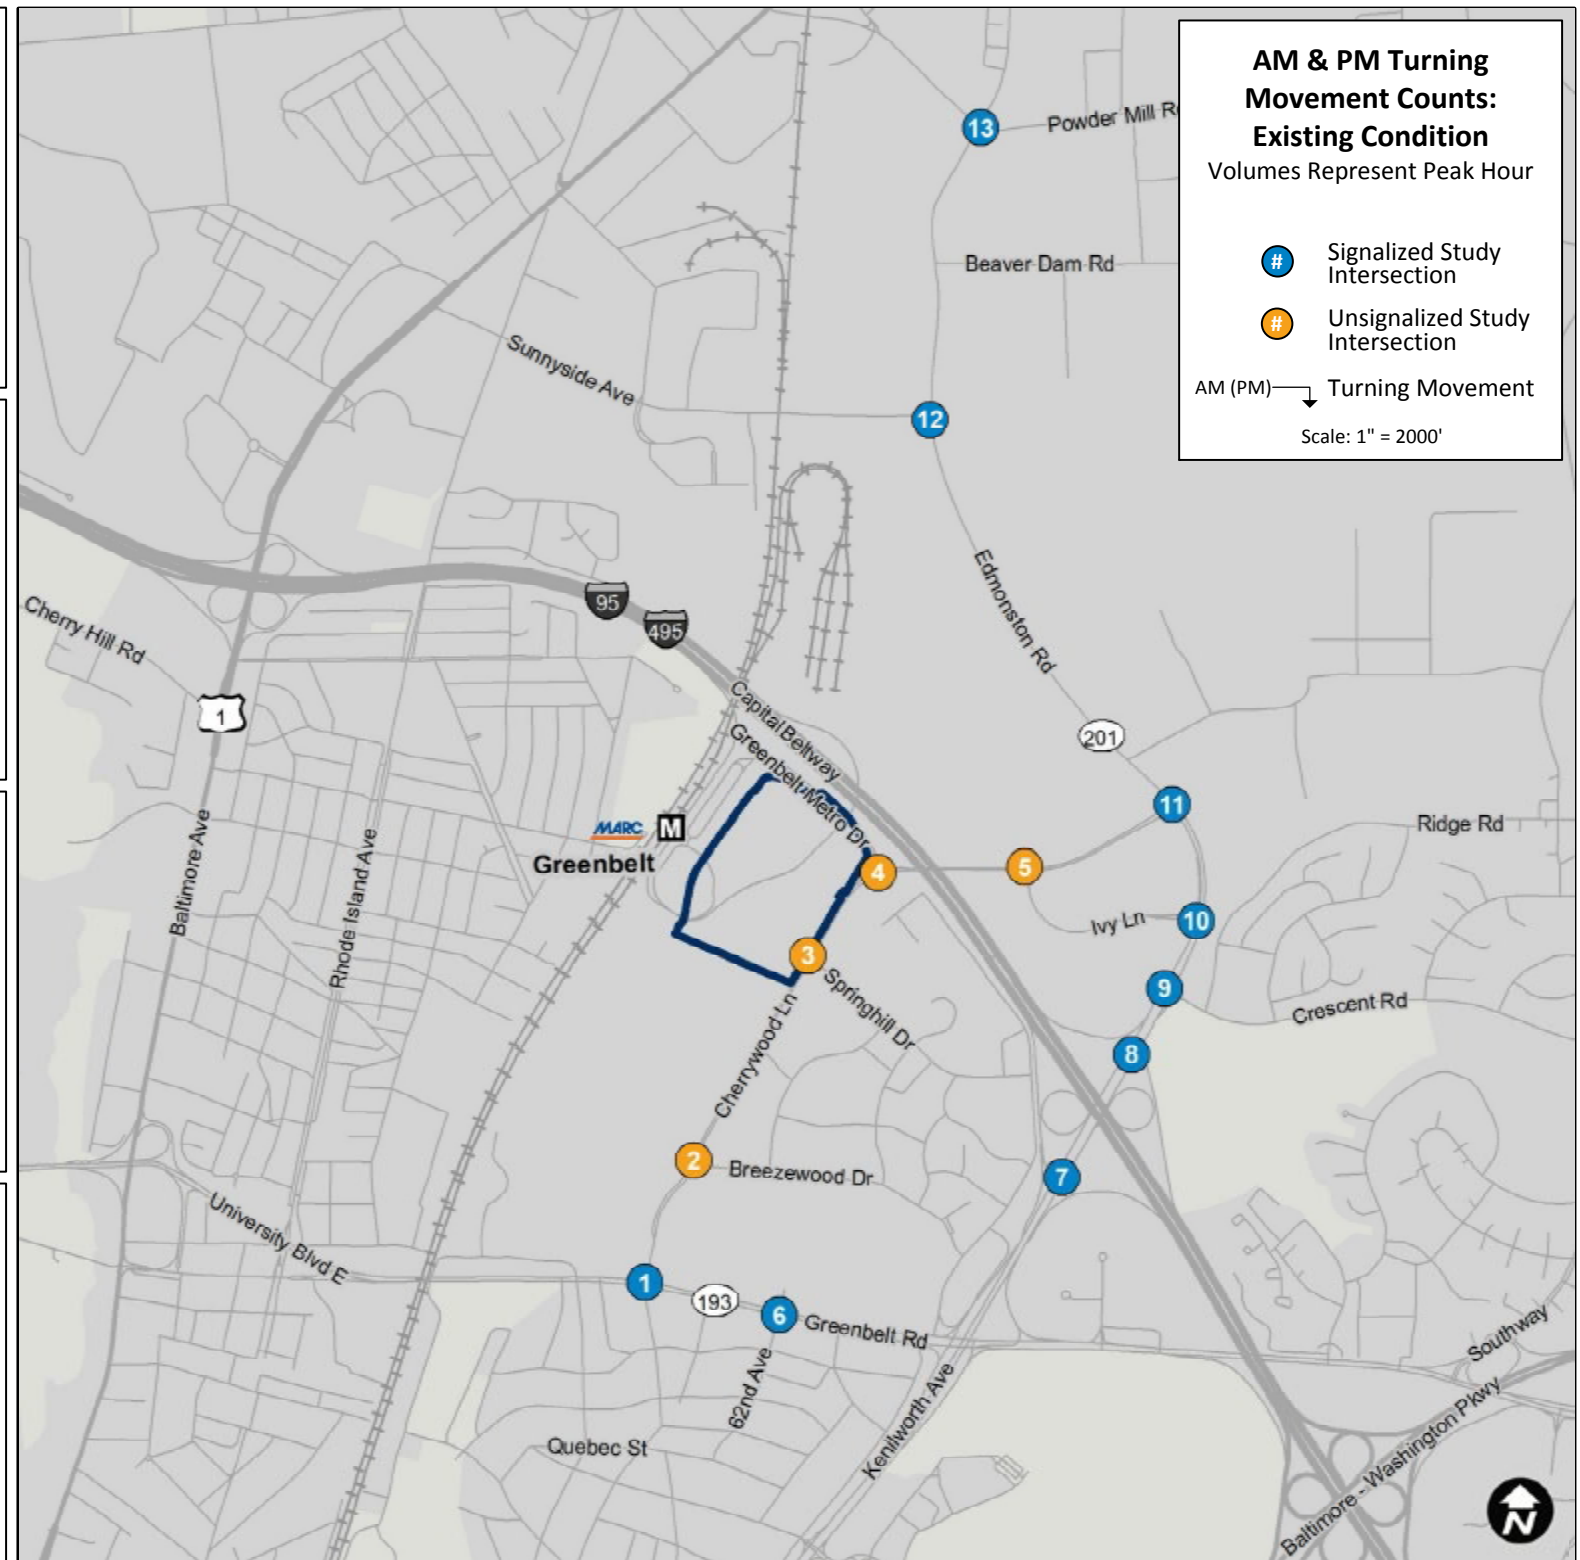 AM & PM Turning
Movement Counts:
Existing Condition
Volumes Represent Peak Hour
# Signalized Study
Intersection
# Unsignalized Study
Intersection
AM (PM) Turning Movement
Scale: 1" = 2000'
13
Powder Mill
Beaver Dam Rd
Sunnyside Ave
12
Edmonston Rd
95
495
Cherry Hill Rd
1
Capital Beltway
Greenbelt Metro Dr
201
11
Ridge Rd
MARC M
Greenbelt
4
5
Baltimore Ave
Rhode Island Ave
Ivy Ln
10
3
Springhill Dr
9
Crescent Rd
Cherrywood Ln
8
2
Breezewood Dr
7
University Blvd E
1
193
6
Greenbelt Rd
Southway
62nd Ave
Kenilworth Ave
Quebec St
Baltimore - Washington Pkwy
N